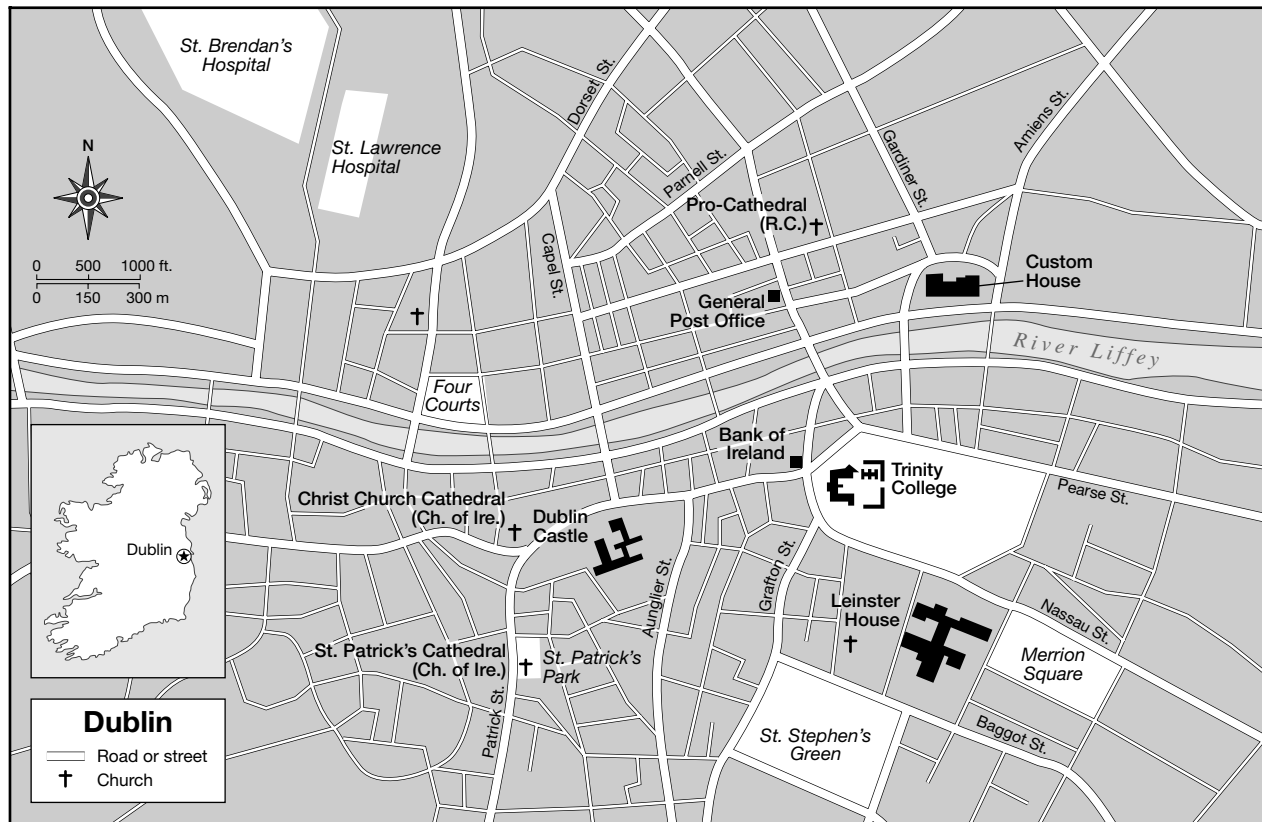 St. Brendan's
Hospital
St. Lawrence
Hospital
N
0 500 1000 ft.
0 150 300 m
Dorset St.
Parnell St.
Gardiner St.
Amiens St.
Pro-Cathedral
(R.C.)
Capel St.
Custom
House
General
Post Office
River Liffey
Four
Courts
Bank of
Ireland
Trinity
College
Pearse St.
Christ Church Cathedral
(Ch. of Ire.)
Dublin
Castle
Aunglier St.
Grafton St.
Leinster
House
Nassau St.
Merrion
Square
St. Patrick's Cathedral
(Ch. of Ire.)
St. Patrick's
Park
Patrick St.
St. Stephen's
Green
Baggot St.
Dublin
Dublin
Road or street
Church